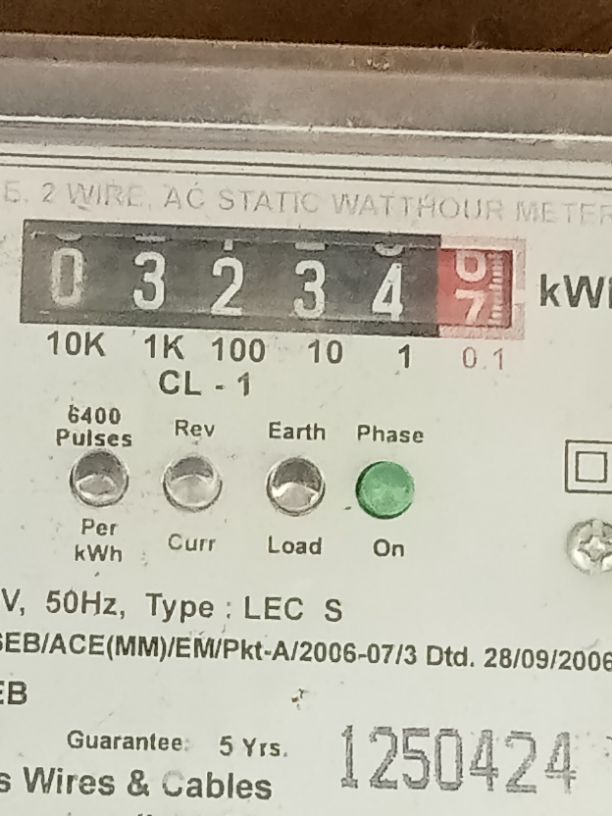 E, 2 WIRE, AC STATIC WATTHOUR METER
0 3 2 3 4 7 kWh
10K 1K 100 10 1 0.1
CL - 1
6400 Pulses Per kWh
Rev Curr
Earth Load
Phase On
V, 50Hz, Type : LEC S
SEB/ACE(MM)/EM/Pkt-A/2006-07/3 Dtd. 28/09/2006
EB
Guarantee: 5 Yrs.
s Wires & Cables
1250424